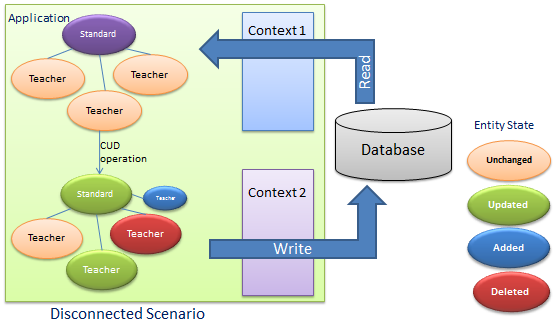 Application
Standard
Teacher
Teacher
Teacher
CUD
operation
Standard
Teacher
Teacher
Teacher
Teacher
Context 1
Read
Database
Context 2
Write
Entity State
Unchanged
Updated
Added
Deleted
Disconnected Scenario